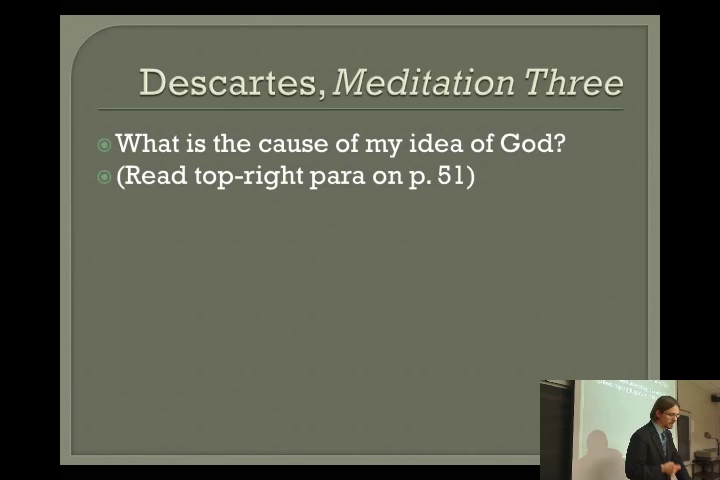 Descartes, Meditation Three
What is the cause of my idea of God?
(Read top-right para on p. 51)